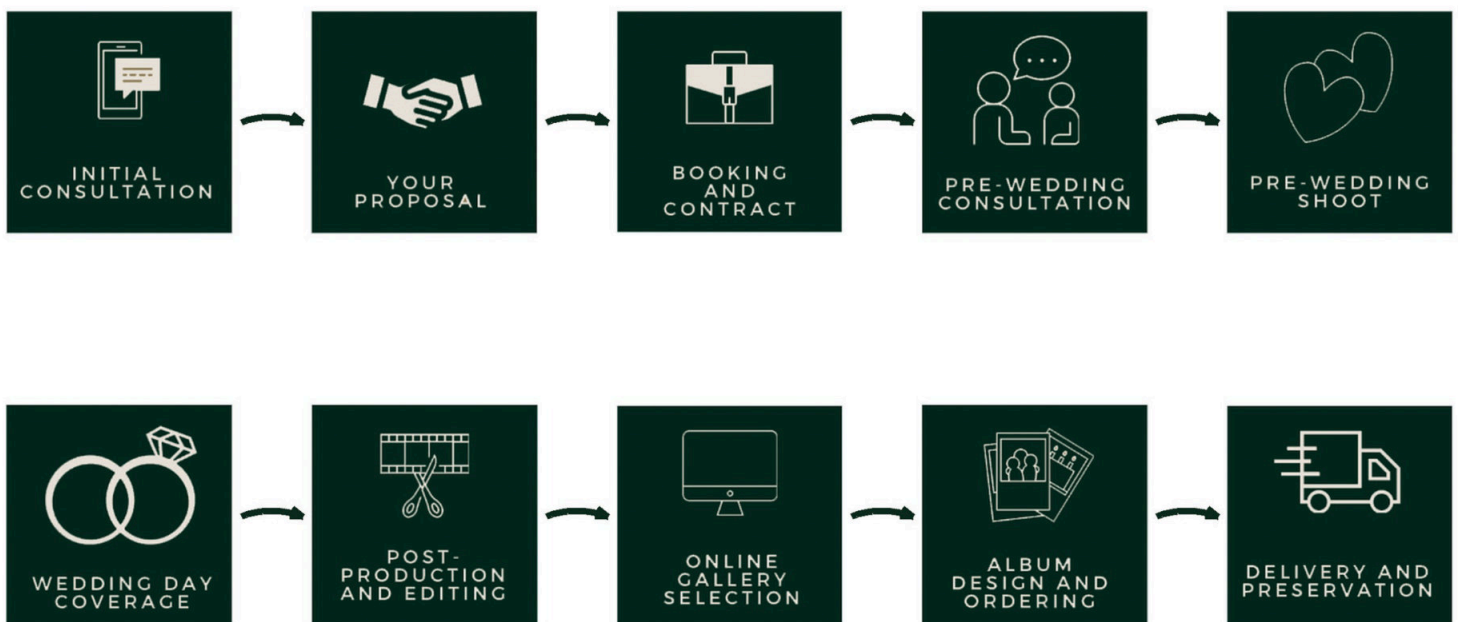 INITIAL
CONSULTATION
YOUR
PROPOSAL
BOOKING
AND
CONTRACT
PRE-WEDDING
CONSULTATION
PRE-WEDDING
SHOOT
WEDDING DAY
COVERAGE
POST-
PRODUCTION
AND EDITING
ONLINE
GALLERY
SELECTION
ALBUM
DESIGN AND
ORDERING
DELIVERY AND
PRESERVATION